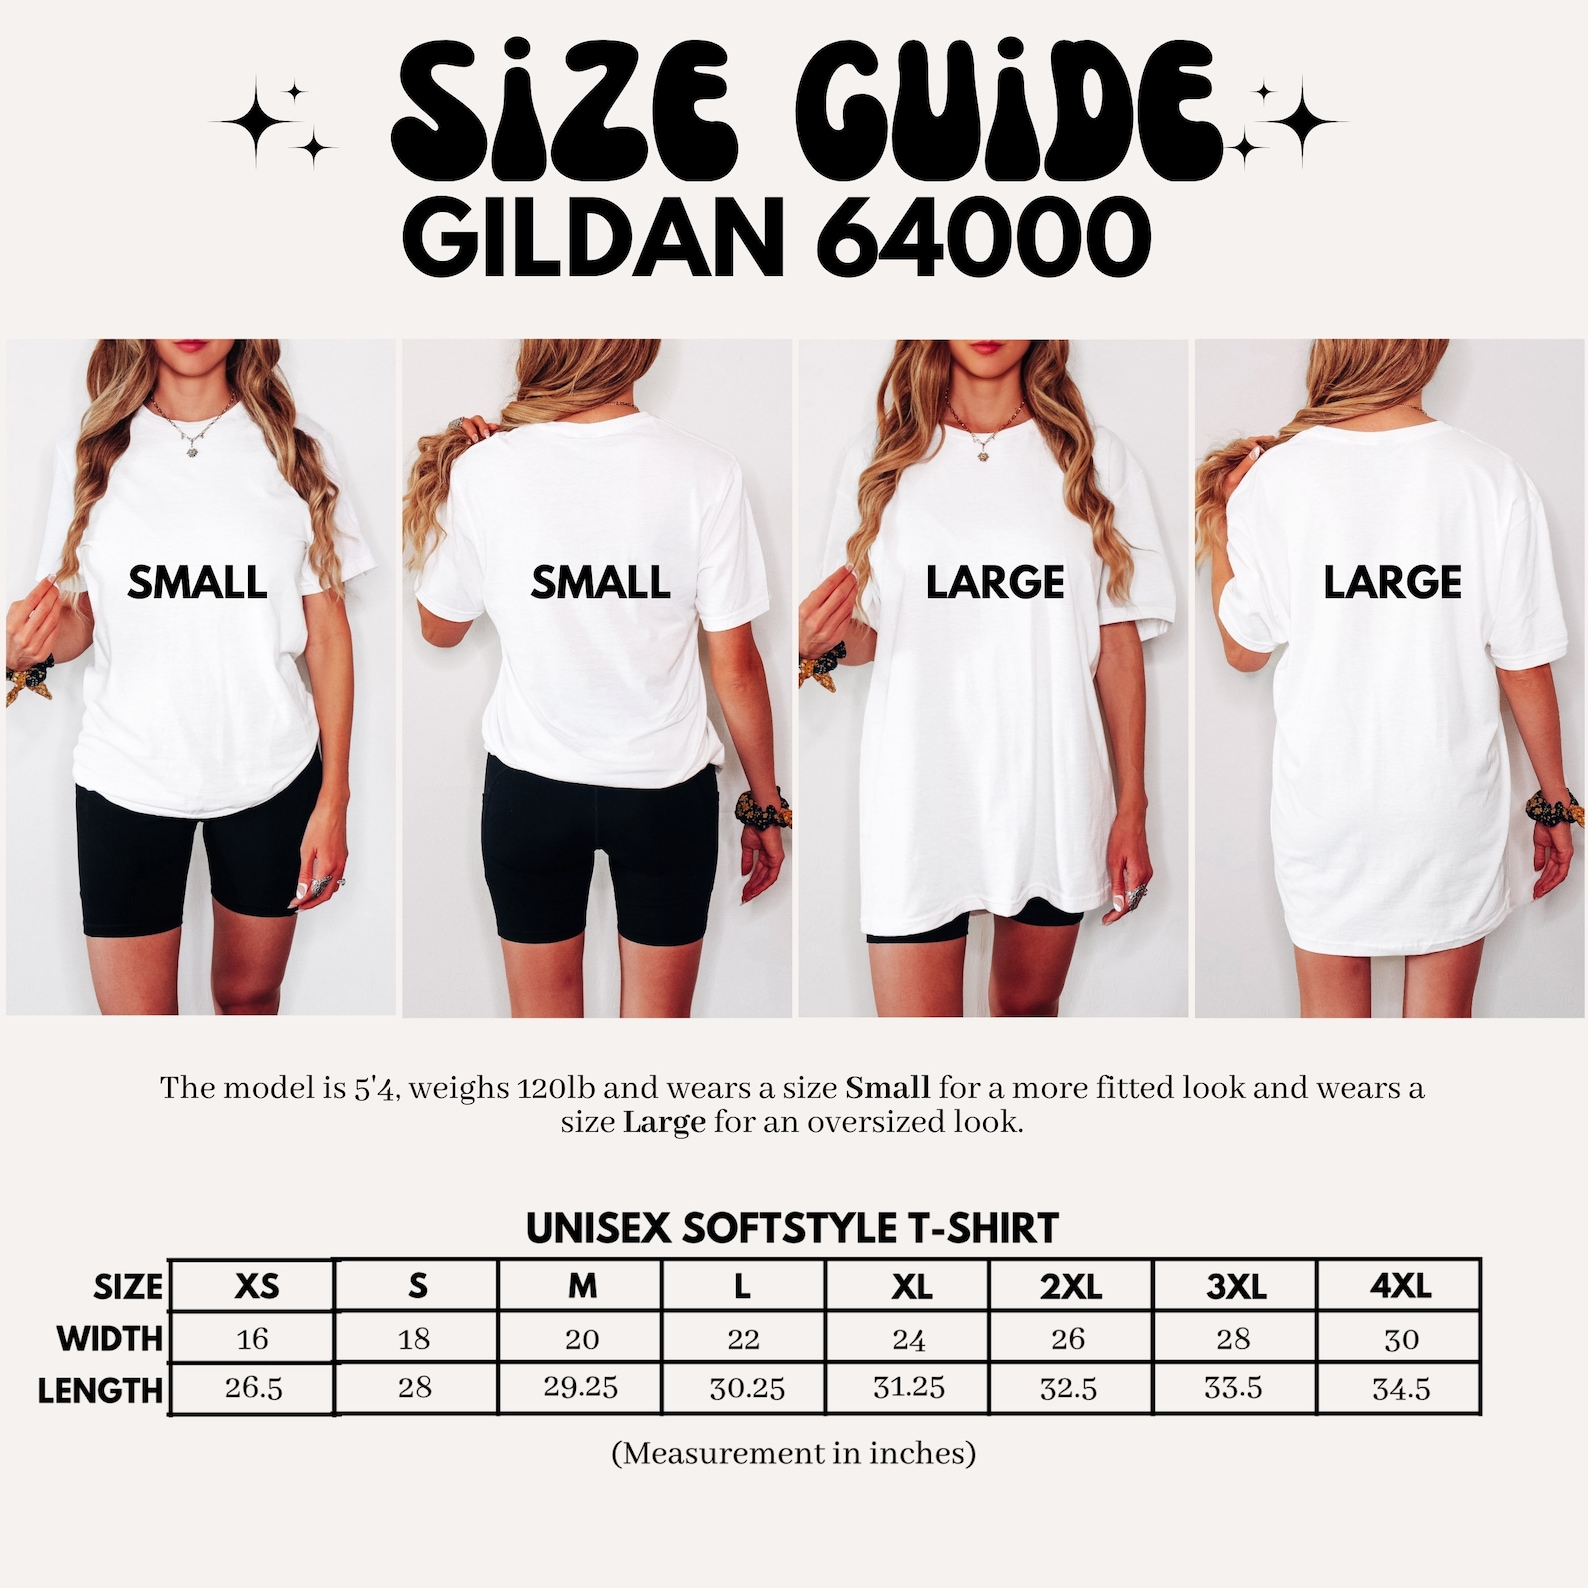 SiZE GUiDE
GILDAN 64000
SMALL
SMALL
LARGE
LARGE
The model is 5'4, weighs 120lb and wears a size Small for a more fitted look and wears a
size Large for an oversized look.
UNISEX SOFTSTYLE T-SHIRT
SIZE XS S M L XL 2XL 3XL 4XL
WIDTH 16 18 20 22 24 26 28 30
LENGTH 26.5 28 29.25 30.25 31.25 32.5 33.5 34.5
(Measurement in inches)